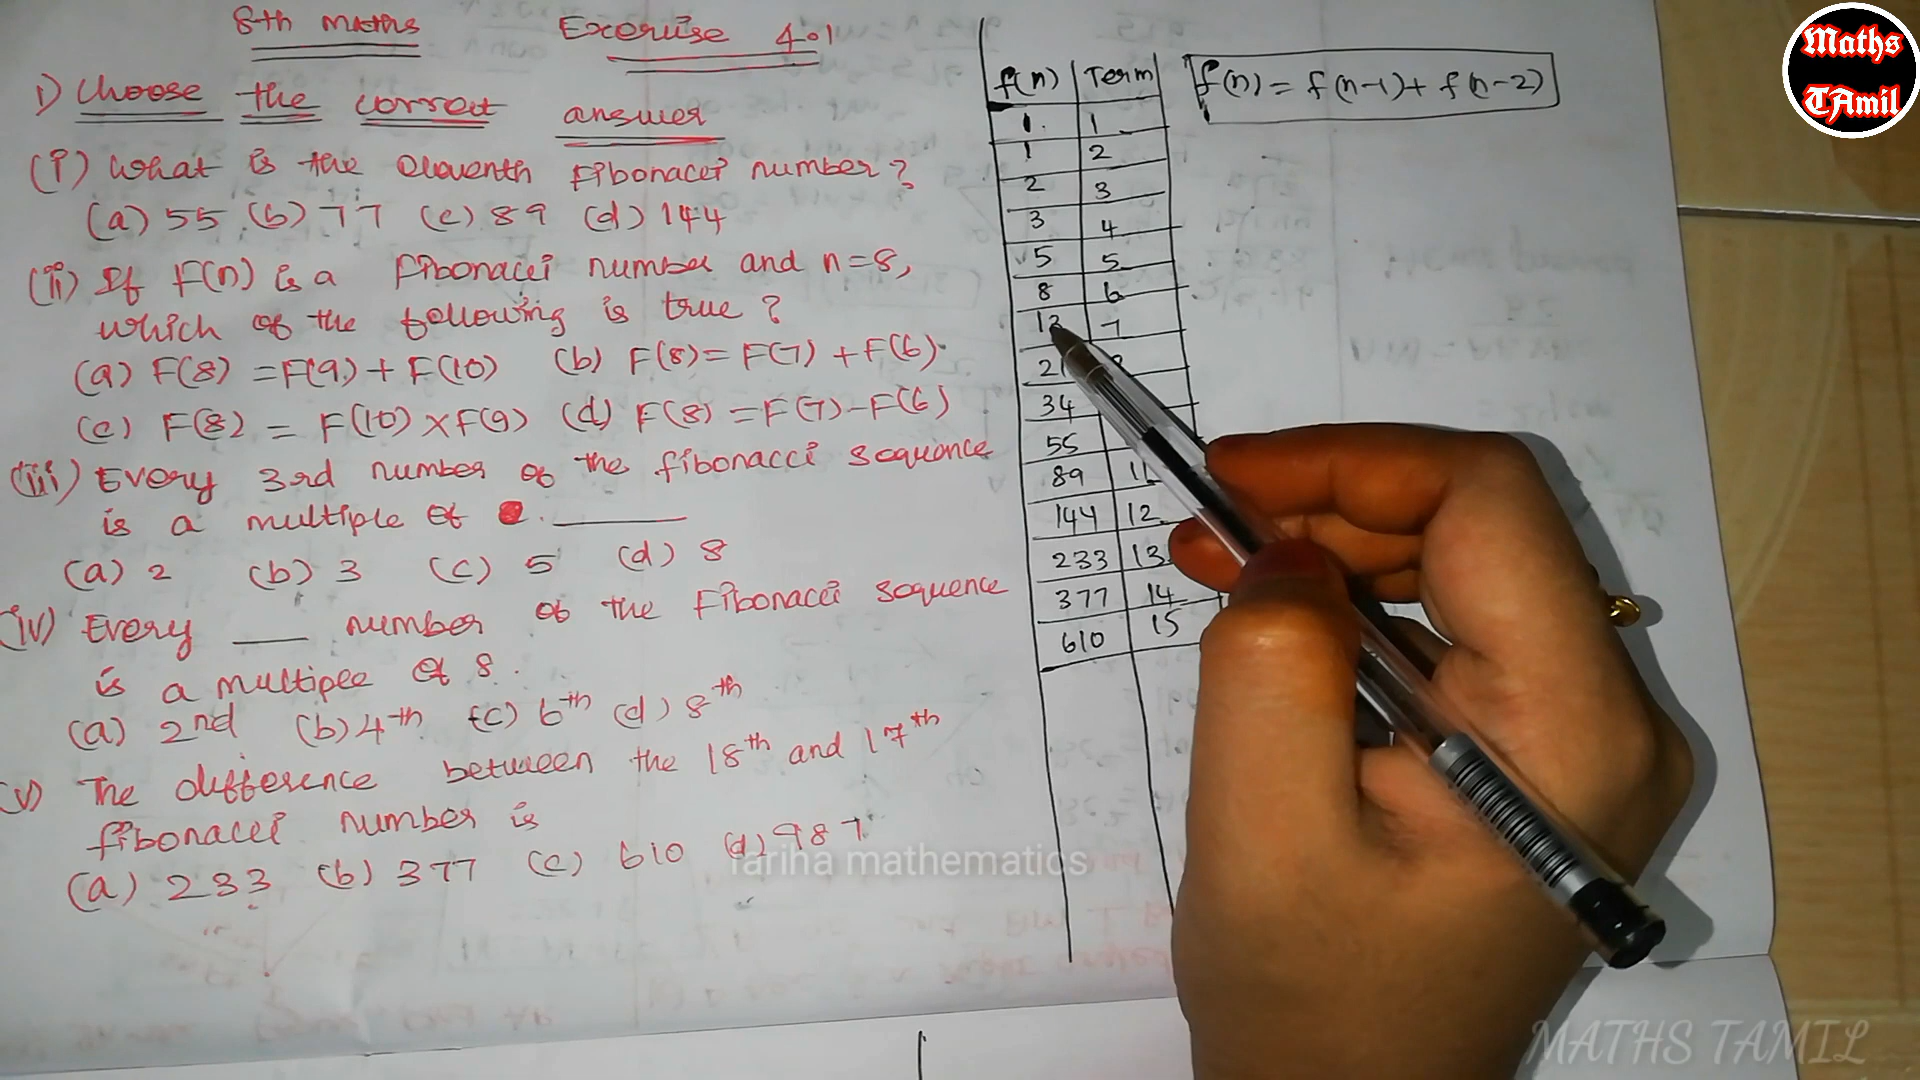 8th maths Exercise 4.1
1) Choose the correct answer
(i) What is the eleventh Fibonacci number?
(a) 55 (b) 77 (c) 89 (d) 144
(ii) If F(n) is a Fibonacci number and n=8,
which of the following is true?
(a) F(8) = F(9) + F(10) (b) F(8) = F(7) + F(6)
(c) F(8) = F(10) × F(9) (d) F(8) = F(7) - F(6)
(iii) Every 3rd number of the fibonacci sequence
is a multiple of ______
(a) 2 (b) 3 (c) 5 (d) 8
(iv) Every ___ number of the Fibonacci sequence
is a multiple of 8.
(a) 2nd (b) 4th (c) 6th (d) 8th
(v) The difference between the 18th and 17th
fibonacci number is
(a) 233 (b) 377 (c) 610 (d) 987
f(n) Term
1 1
1 2
2 3
3 4
5 5
8 6
13 7
21
34
55
89 11
144 12
233 13
377 14
610 15
f(n) = f(n-1) + f(n-2)
Maths
TAmil
fariha mathematics
MATHS TAMIL